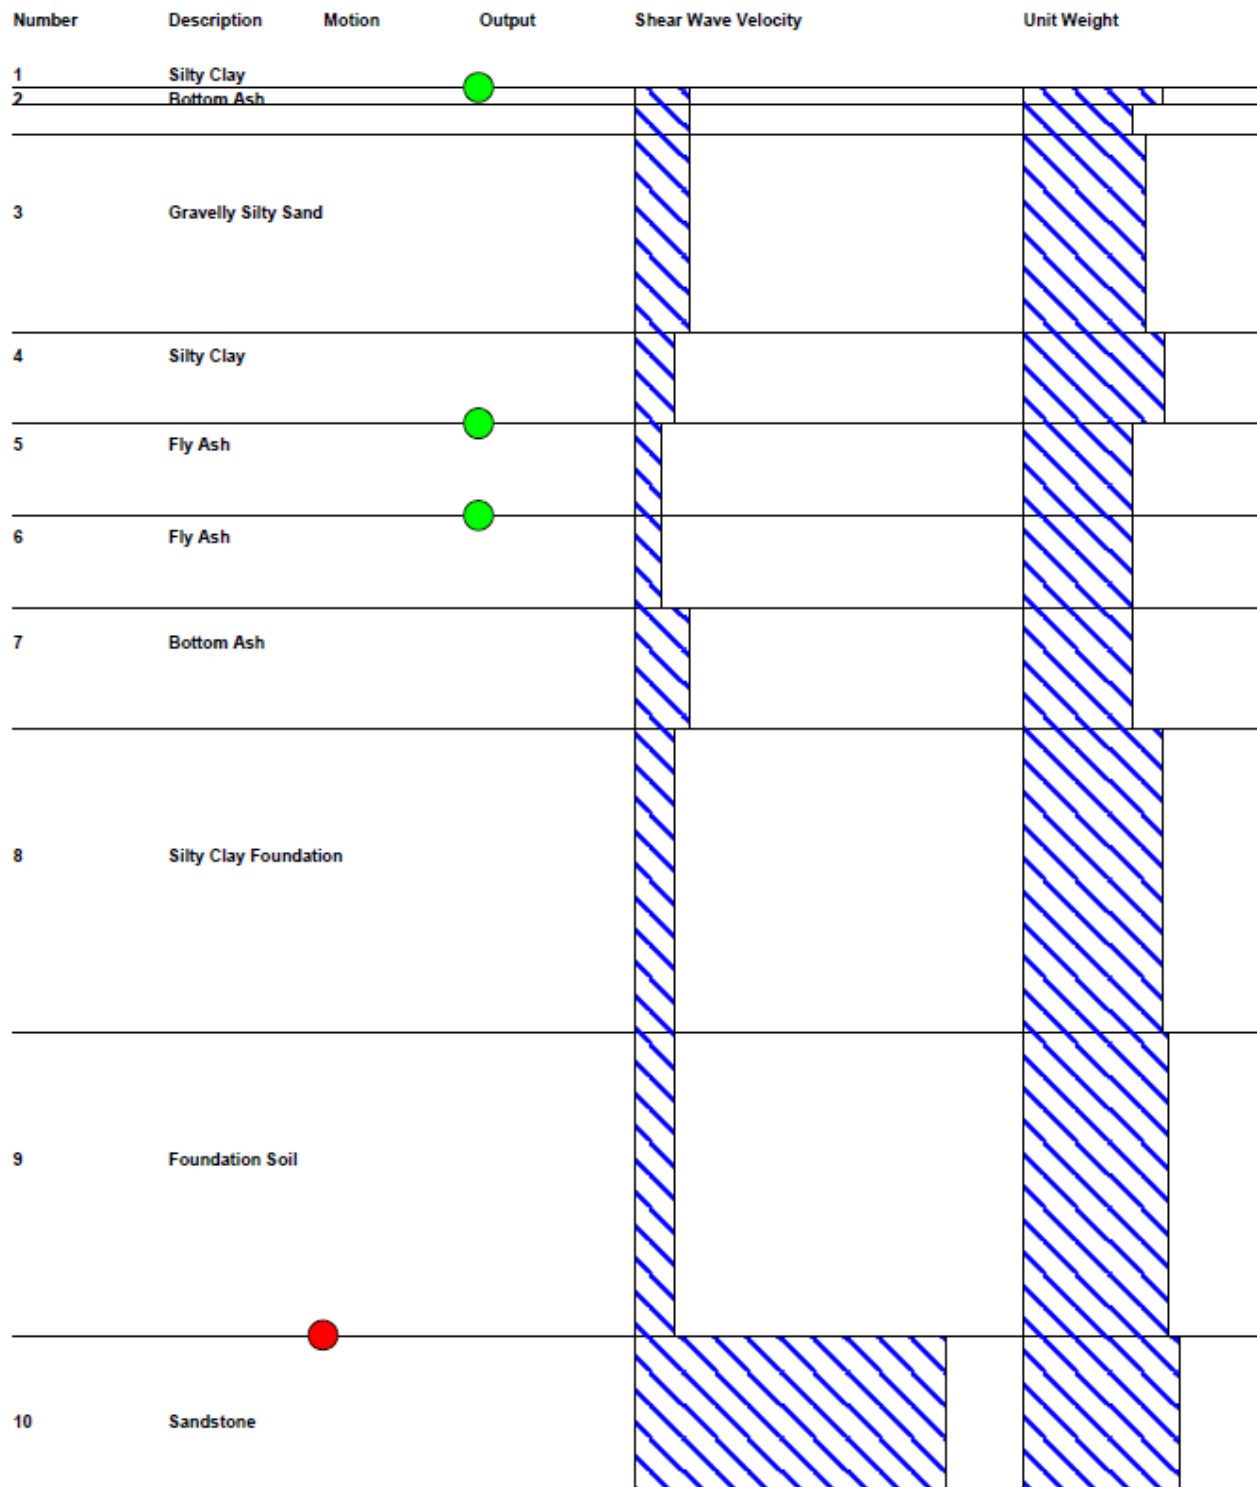 Number Description Motion Output Shear Wave Velocity Unit Weight
1 Silty Clay
2 Bottom Ash
3 Gravelly Silty Sand
4 Silty Clay
5 Fly Ash
6 Fly Ash
7 Bottom Ash
8 Silty Clay Foundation
9 Foundation Soil
10 Sandstone